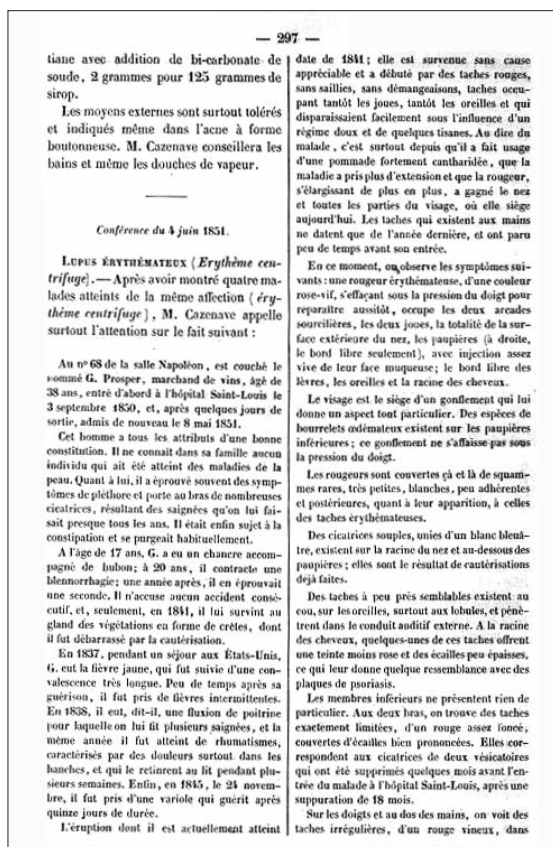 — 297 —
tiane avec addition de bi-carbonate de
soude, 2 grammes pour 125 grammes de
sirop.
Les moyens externes sont surtout tolérés
et indiqués même dans l'acne à forme
boutonneuse. M. Cazenave conseillera les
bains et même les douches de vapeur.
Conférence du 4 juin 1851.
LUPUS ÉRYTHÉMATEUX (Erythème cen-
trifuge). — Après avoir montré quatre ma-
lades atteints de la même affection (éry-
thème centrifuge), M. Cazenave appelle
surtout l'attention sur le fait suivant :
Au n° 68 de la salle Napoléon, est couché le
nommé G. Prosper, marchand de vins, âgé de
38 ans, entré d'abord à l'hôpital Saint-Louis le
3 septembre 1850, et, après quelques jours de
sortie, admis de nouveau le 8 mai 1851.
Cet homme a tous les attributs d'une bonne
constitution. Il ne connaît dans sa famille aucun
individu qui ait été atteint des maladies de la
peau. Quant à lui, il a éprouvé souvent des symp-
tômes de pléthore et porte au bras de nombreuses
cicatrices, résultant des saignées qu'on lui fai-
sait presque tous les ans. Il était enfin sujet à la
constipation et se purgeait habituellement.
A l'âge de 17 ans, G. a eu un chancre accom-
pagné de bubon; à 20 ans, il contracte une
blennorrhagie; une année après, il en éprouvait
une seconde. Il n'accuse aucun accident consé-
cutif, et, seulement, en 1841, il lui survint au
gland des végétations en forme de crêtes, dont
il fut débarrassé par la cautérisation.
En 1837, pendant un séjour aux États-Unis,
G. eut la fièvre jaune, qui fut suivie d'une con-
valescence très longue. Peu de temps après sa
guérison, il fut pris de fièvres intermittentes.
En 1838, il eut, dit-il, une fluxion de poitrine
pour laquelle on lui fit plusieurs saignées, et la
même année il fut atteint de rhumatismes,
caractérisés par des douleurs surtout dans les
hanches, et qui le retinrent au lit pendant plu-
sieurs semaines. Enfin, en 1845, le 24 novem-
bre, il fut pris d'une variole qui guérit après
quinze jours de durée.
L'éruption dont il est actuellement atteint
date de 1841; elle est survenue sans cause
appréciable et a débuté par des taches rouges,
sans saillies, sans démangeaisons, taches occu-
pant tantôt les joues, tantôt les oreilles et qui
disparaissaient facilement sous l'influence d'un
régime doux et de quelques tisanes. Au dire du
malade, c'est surtout depuis qu'il a fait usage
d'une pommade fortement cantharidée, que la
maladie a pris plus d'extension et que la rougeur,
s'élargissant de plus en plus, a gagné le nez
et toutes les parties du visage, où elle siège
aujourd'hui. Les taches qui existent aux mains
ne datent que de l'année dernière, et ont paru
peu de temps avant son entrée.
En ce moment, on observe les symptômes sui-
vants : une rougeur érythémateuse, d'une couleur
rose-vif, s'effaçant sous la pression du doigt pour
reparaître aussitôt, occupe les deux arcades
sourcilières, les deux joues, la totalité de la sur-
face extérieure du nez, les paupières (à droite,
le bord libre seulement), avec injection assez
vive de leur face muqueuse; le bord libre des
lèvres, les oreilles et la racine des cheveux.
Le visage est le siège d'un gonflement qui lui
donne un aspect tout particulier. Des espèces de
bourrelets œdémateux existent sur les paupières
inférieures; ce gonflement ne s'affaisse pas sous
la pression du doigt.
Les rougeurs sont couvertes çà et là de squam-
mes rares, très petites, blanches, peu adhérentes
et postérieures, quant à leur apparition, à celles
des taches érythémateuses.
Des cicatrices souples, unies d'un blanc bleuâ-
tre, existent sur la racine du nez et au-dessous des
paupières; elles sont le résultat de cautérisations
déjà faites.
Des taches à peu près semblables existent au
cou, sur les oreilles, surtout aux lobules, et pénè-
trent dans le conduit auditif externe. A la racine
des cheveux, quelques-unes de ces taches offrent
une teinte moins rose et des écailles peu épaisses,
ce qui leur donne quelque ressemblance avec des
plaques de psoriasis.
Les membres inférieurs ne présentent rien de
particulier. Aux deux bras, on trouve des taches
exactement limitées, d'un rouge assez foncé,
couvertes d'écailles bien prononcées. Elles cor-
respondent aux cicatrices de deux vésicatoires
qui ont été supprimés quelques mois avant l'en-
trée du malade à l'hôpital Saint-Louis, après une
suppuration de 18 mois.
Sur les doigts et au dos des mains, on voit des
taches irrégulières, d'un rouge vineux, dans